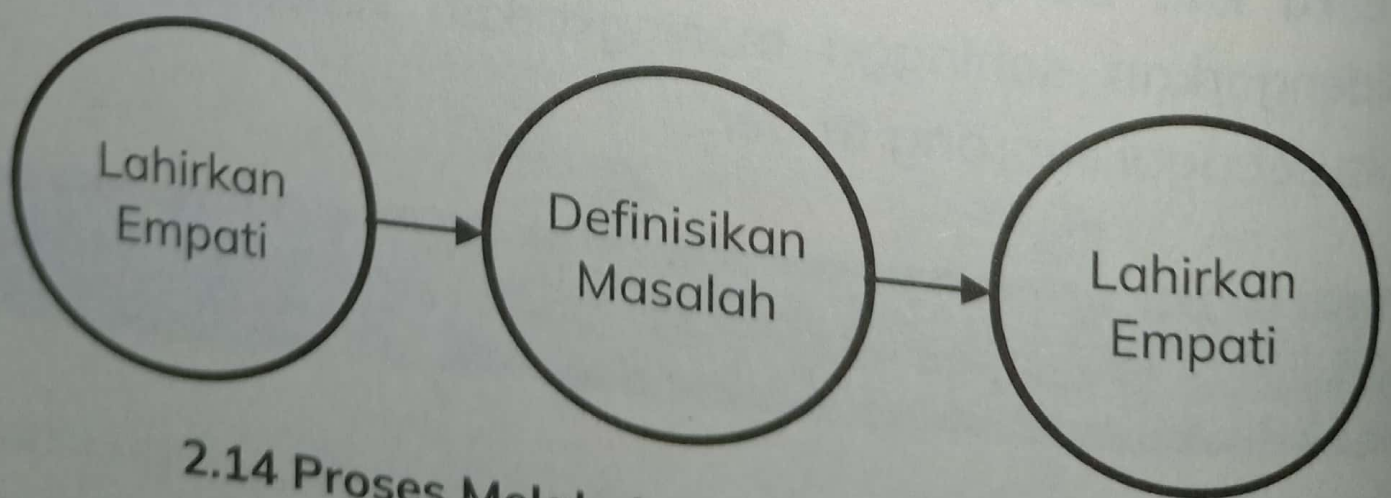 Lahirkan
Empati
Definisikan
Masalah
Lahirkan
Empati
2.14 Proses